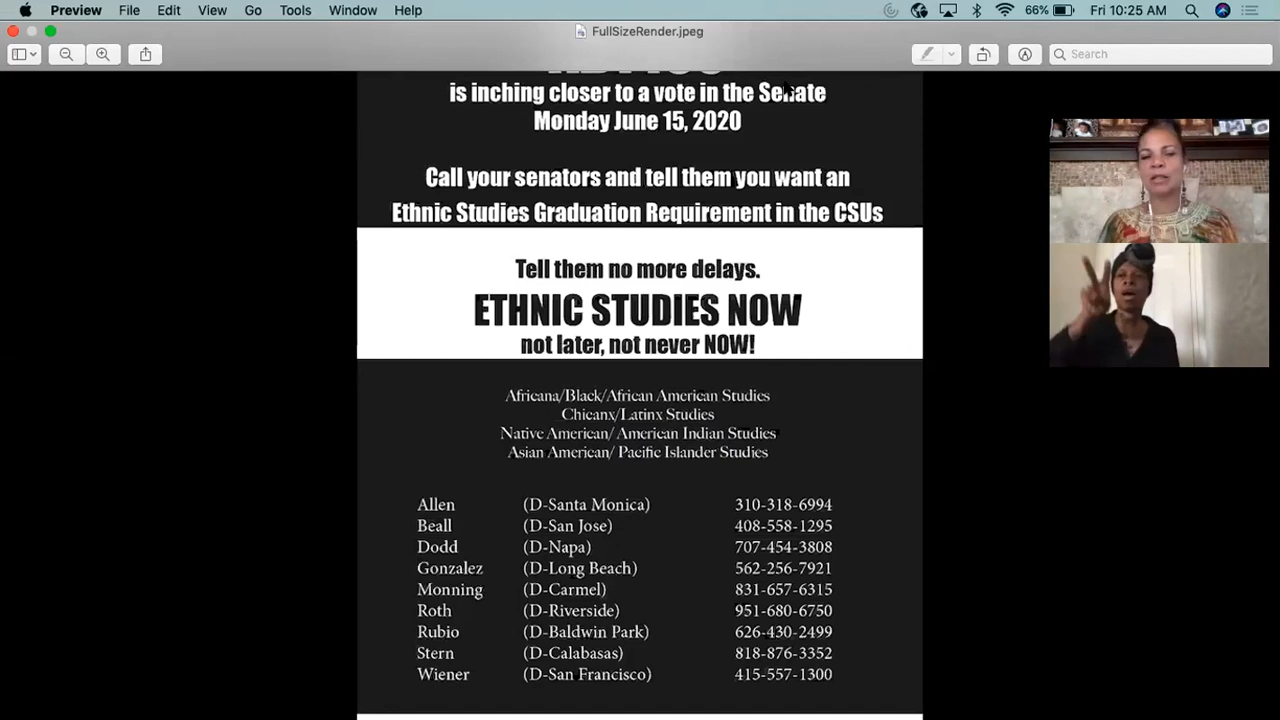 Preview File Edit View Go Tools Window Help 66% Fri 10:25 AM
FullSizeRender.jpeg
Search
is inching closer to a vote in the Senate
Monday June 15, 2020
Call your senators and tell them you want an
Ethnic Studies Graduation Requirement in the CSUs
Tell them no more delays.
ETHNIC STUDIES NOW
not later, not never NOW!
Africana/Black/African American Studies
Chicanx/Latinx Studies
Native American/ American Indian Studies
Asian American/ Pacific Islander Studies
Allen (D-Santa Monica) 310-318-6994
Beall (D-San Jose) 408-558-1295
Dodd (D-Napa) 707-454-3808
Gonzalez (D-Long Beach) 562-256-7921
Monning (D-Carmel) 831-657-6315
Roth (D-Riverside) 951-680-6750
Rubio (D-Baldwin Park) 626-430-2499
Stern (D-Calabasas) 818-876-3352
Wiener (D-San Francisco) 415-557-1300